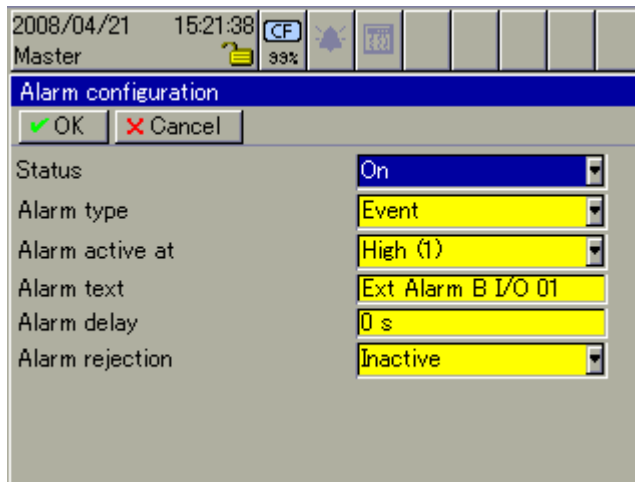 2008/04/21 15:21:38 CF
Master 99%
Alarm configuration
OK Cancel
Status On
Alarm type Event
Alarm active at High (1)
Alarm text Ext Alarm B I/O 01
Alarm delay 0 s
Alarm rejection Inactive